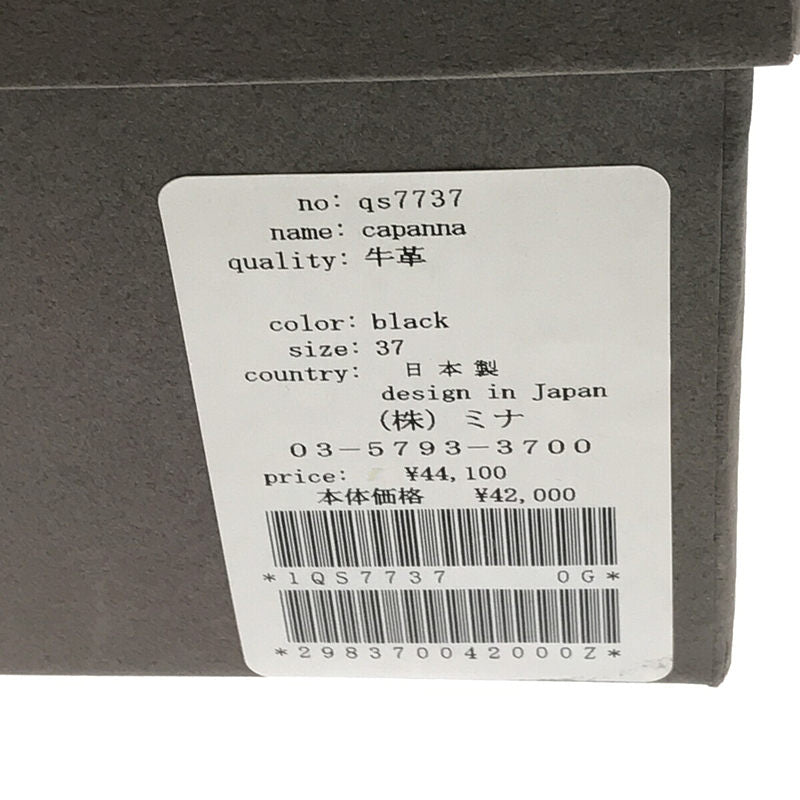 no: qs7737
name: capanna
quality: 牛革
color: black
size: 37
country: 日本製
design in Japan
(株) ミナ
03-5793-3700
price: ¥44,100
本体価格 ¥42,000
*1QS7737 0G*
*298370042000Z*